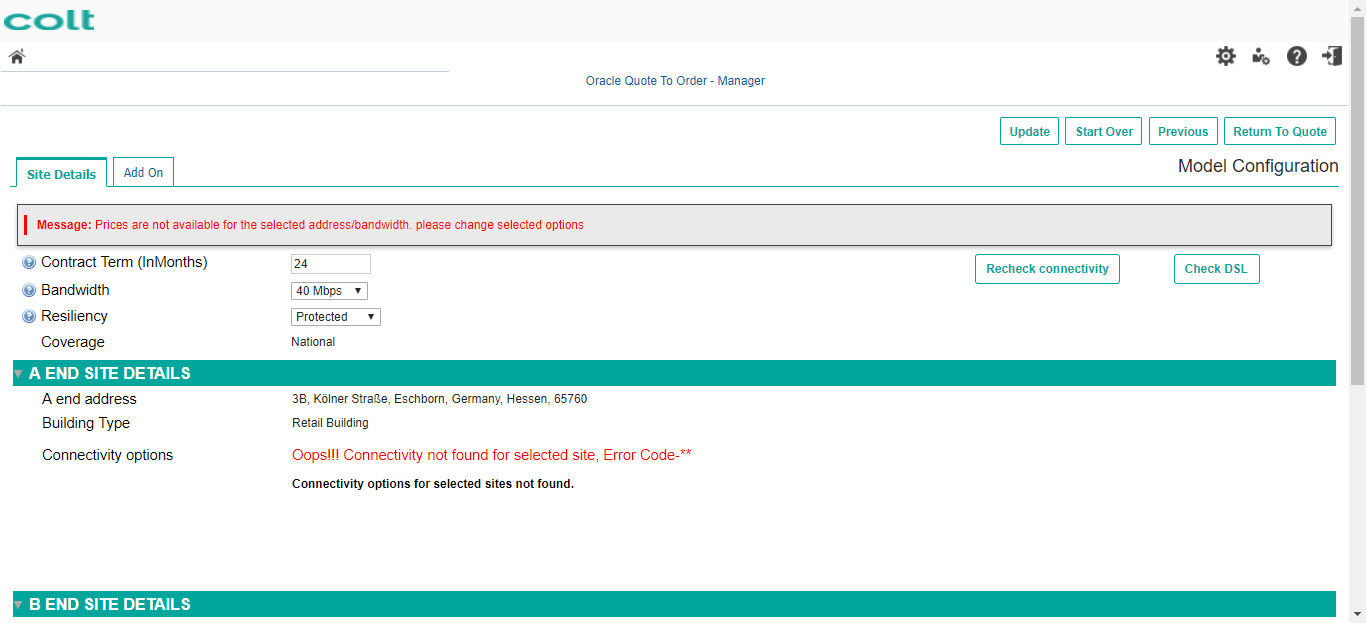 colt
Oracle Quote To Order - Manager
Update Start Over Previous Return To Quote
Site Details Add On Model Configuration
Message: Prices are not available for the selected address/bandwidth. please change selected options
Contract Term (InMonths) 24 Recheck connectivity Check DSL
Bandwidth 40 Mbps
Resiliency Protected
Coverage National
A END SITE DETAILS
A end address 3B, Kölner Straße, Eschborn, Germany, Hessen, 65760
Building Type Retail Building
Connectivity options Oops!!! Connectivity not found for selected site, Error Code-**
Connectivity options for selected sites not found.
B END SITE DETAILS